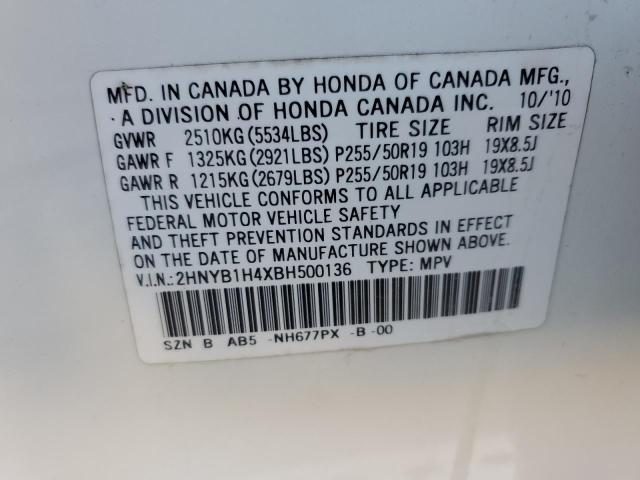 MFD. IN CANADA BY HONDA OF CANADA MFG.,
A DIVISION OF HONDA CANADA INC. 10/'10
GVWR 2510KG(5534LBS) TIRE SIZE RIM SIZE
GAWR F 1325KG(2921LBS) P255/50R19 103H 19X8.5J
GAWR R 1215KG(2679LBS) P255/50R19 103H 19X8.5J
THIS VEHICLE CONFORMS TO ALL APPLICABLE
FEDERAL MOTOR VEHICLE SAFETY
AND THEFT PREVENTION STANDARDS IN EFFECT
ON THE DATE OF MANUFACTURE SHOWN ABOVE.
V.I.N.:2HNYB1H4XBH500136 TYPE: MPV
SZN B AB5 -NH677PX -B-00